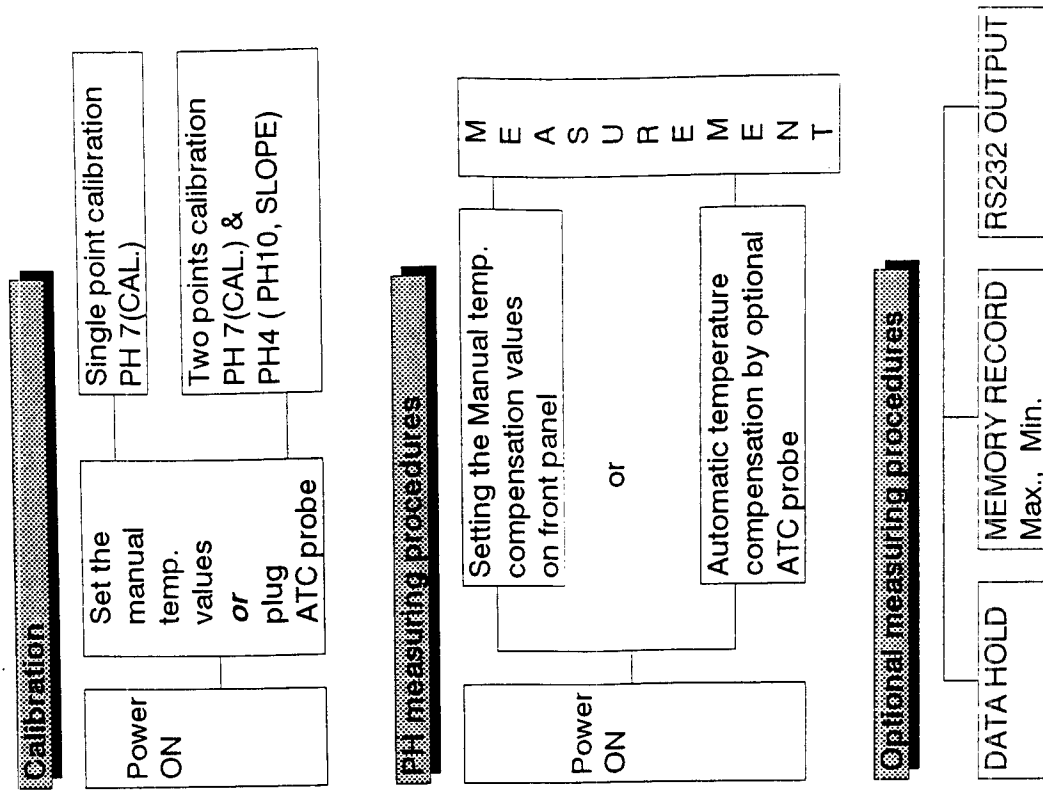 Calibration
Power
ON
Set the
manual
temp.
values
or
plug
ATC probe
Single point calibration
PH 7(CAL.)
Two points calibration
PH 7(CAL.) &
PH4 ( PH10, SLOPE)
PH measuring procedures
Power
ON
Setting the Manual temp.
compensation values
on front panel
or
Automatic temperature
compensation by optional
ATC probe
M
E
A
S
U
R
E
M
E
N
T
Optional measuring procedures
DATA HOLD
MEMORY RECORD
Max., Min.
RS232 OUTPUT